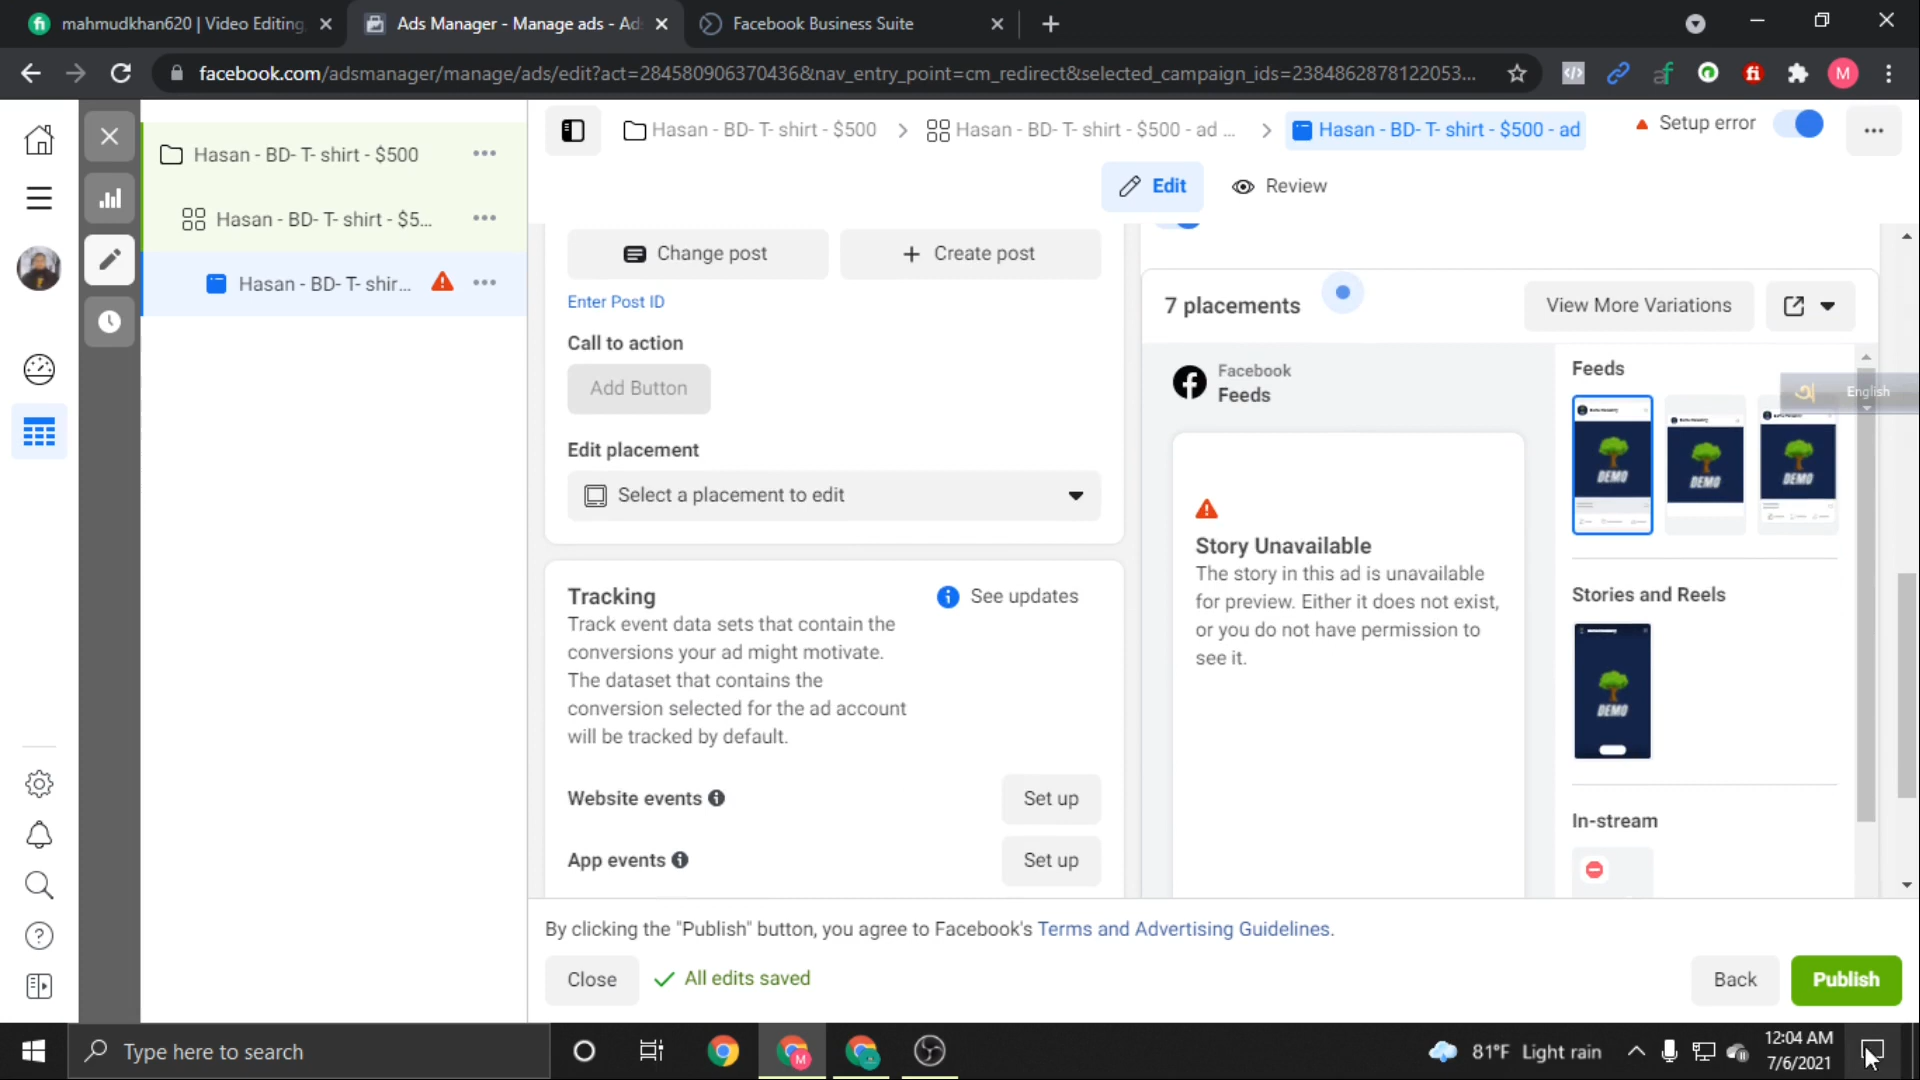 mahmudkhan620 | Video Editing,
Ads Manager - Manage ads - Ads
Facebook Business Suite
facebook.com/adsmanager/manage/ads/edit?act=284580906370436&nav_entry_point=cm_redirect&selected_campaign_ids=2384862878122053...
M
Hasan - BD- T- shirt - $500
Hasan - BD- T- shirt - $5...
Hasan - BD- T- shir...
Hasan - BD- T- shirt - $500
Hasan - BD- T- shirt - $500 - ad ...
Hasan - BD- T- shirt - $500 - ad
Setup error
Edit
Review
Change post
Create post
Enter Post ID
Call to action
Add Button
Edit placement
Select a placement to edit
Tracking
See updates
Track event data sets that contain the
conversions your ad might motivate.
The dataset that contains the
conversion selected for the ad account
will be tracked by default.
Website events
Set up
App events
Set up
7 placements
View More Variations
Facebook
Feeds
Story Unavailable
The story in this ad is unavailable
for preview. Either it does not exist,
or you do not have permission to
see it.
Feeds
অ
English
DEMO
DEMO
DEMO
Stories and Reels
DEMO
In-stream
By clicking the "Publish" button, you agree to Facebook's Terms and Advertising Guidelines.
Close
All edits saved
Back
Publish
Type here to search
M
81°F Light rain
12:04 AM
7/6/2021